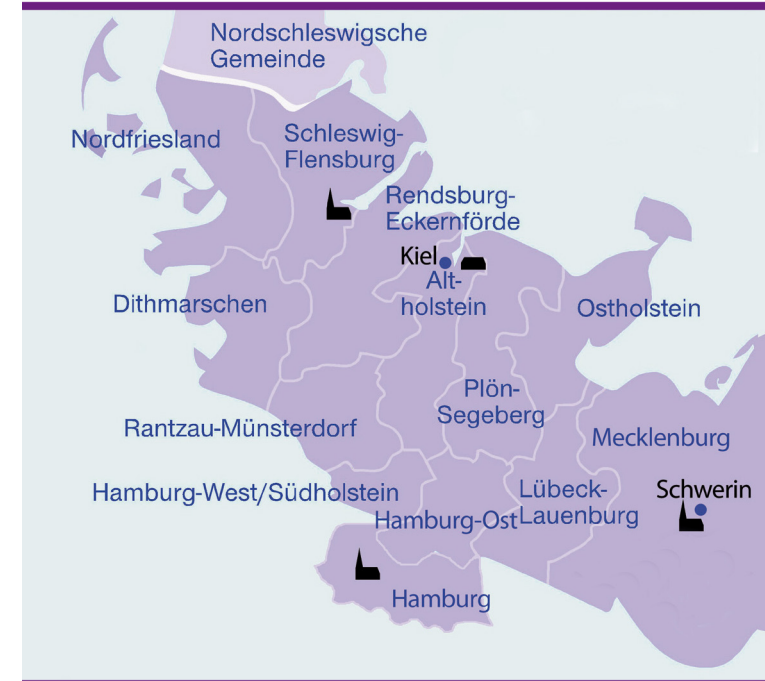 Nordschleswigsche
Gemeinde
Nordfriesland
Schleswig-
Flensburg
Rendsburg-
Eckernförde
Kiel
Alt-
holstein
Dithmarschen
Ostholstein
Plön-
Segeberg
Rantzau-Münsterdorf
Mecklenburg
Hamburg-West/Südholstein
Lübeck-
Lauenburg
Schwerin
Hamburg-Ost
Hamburg